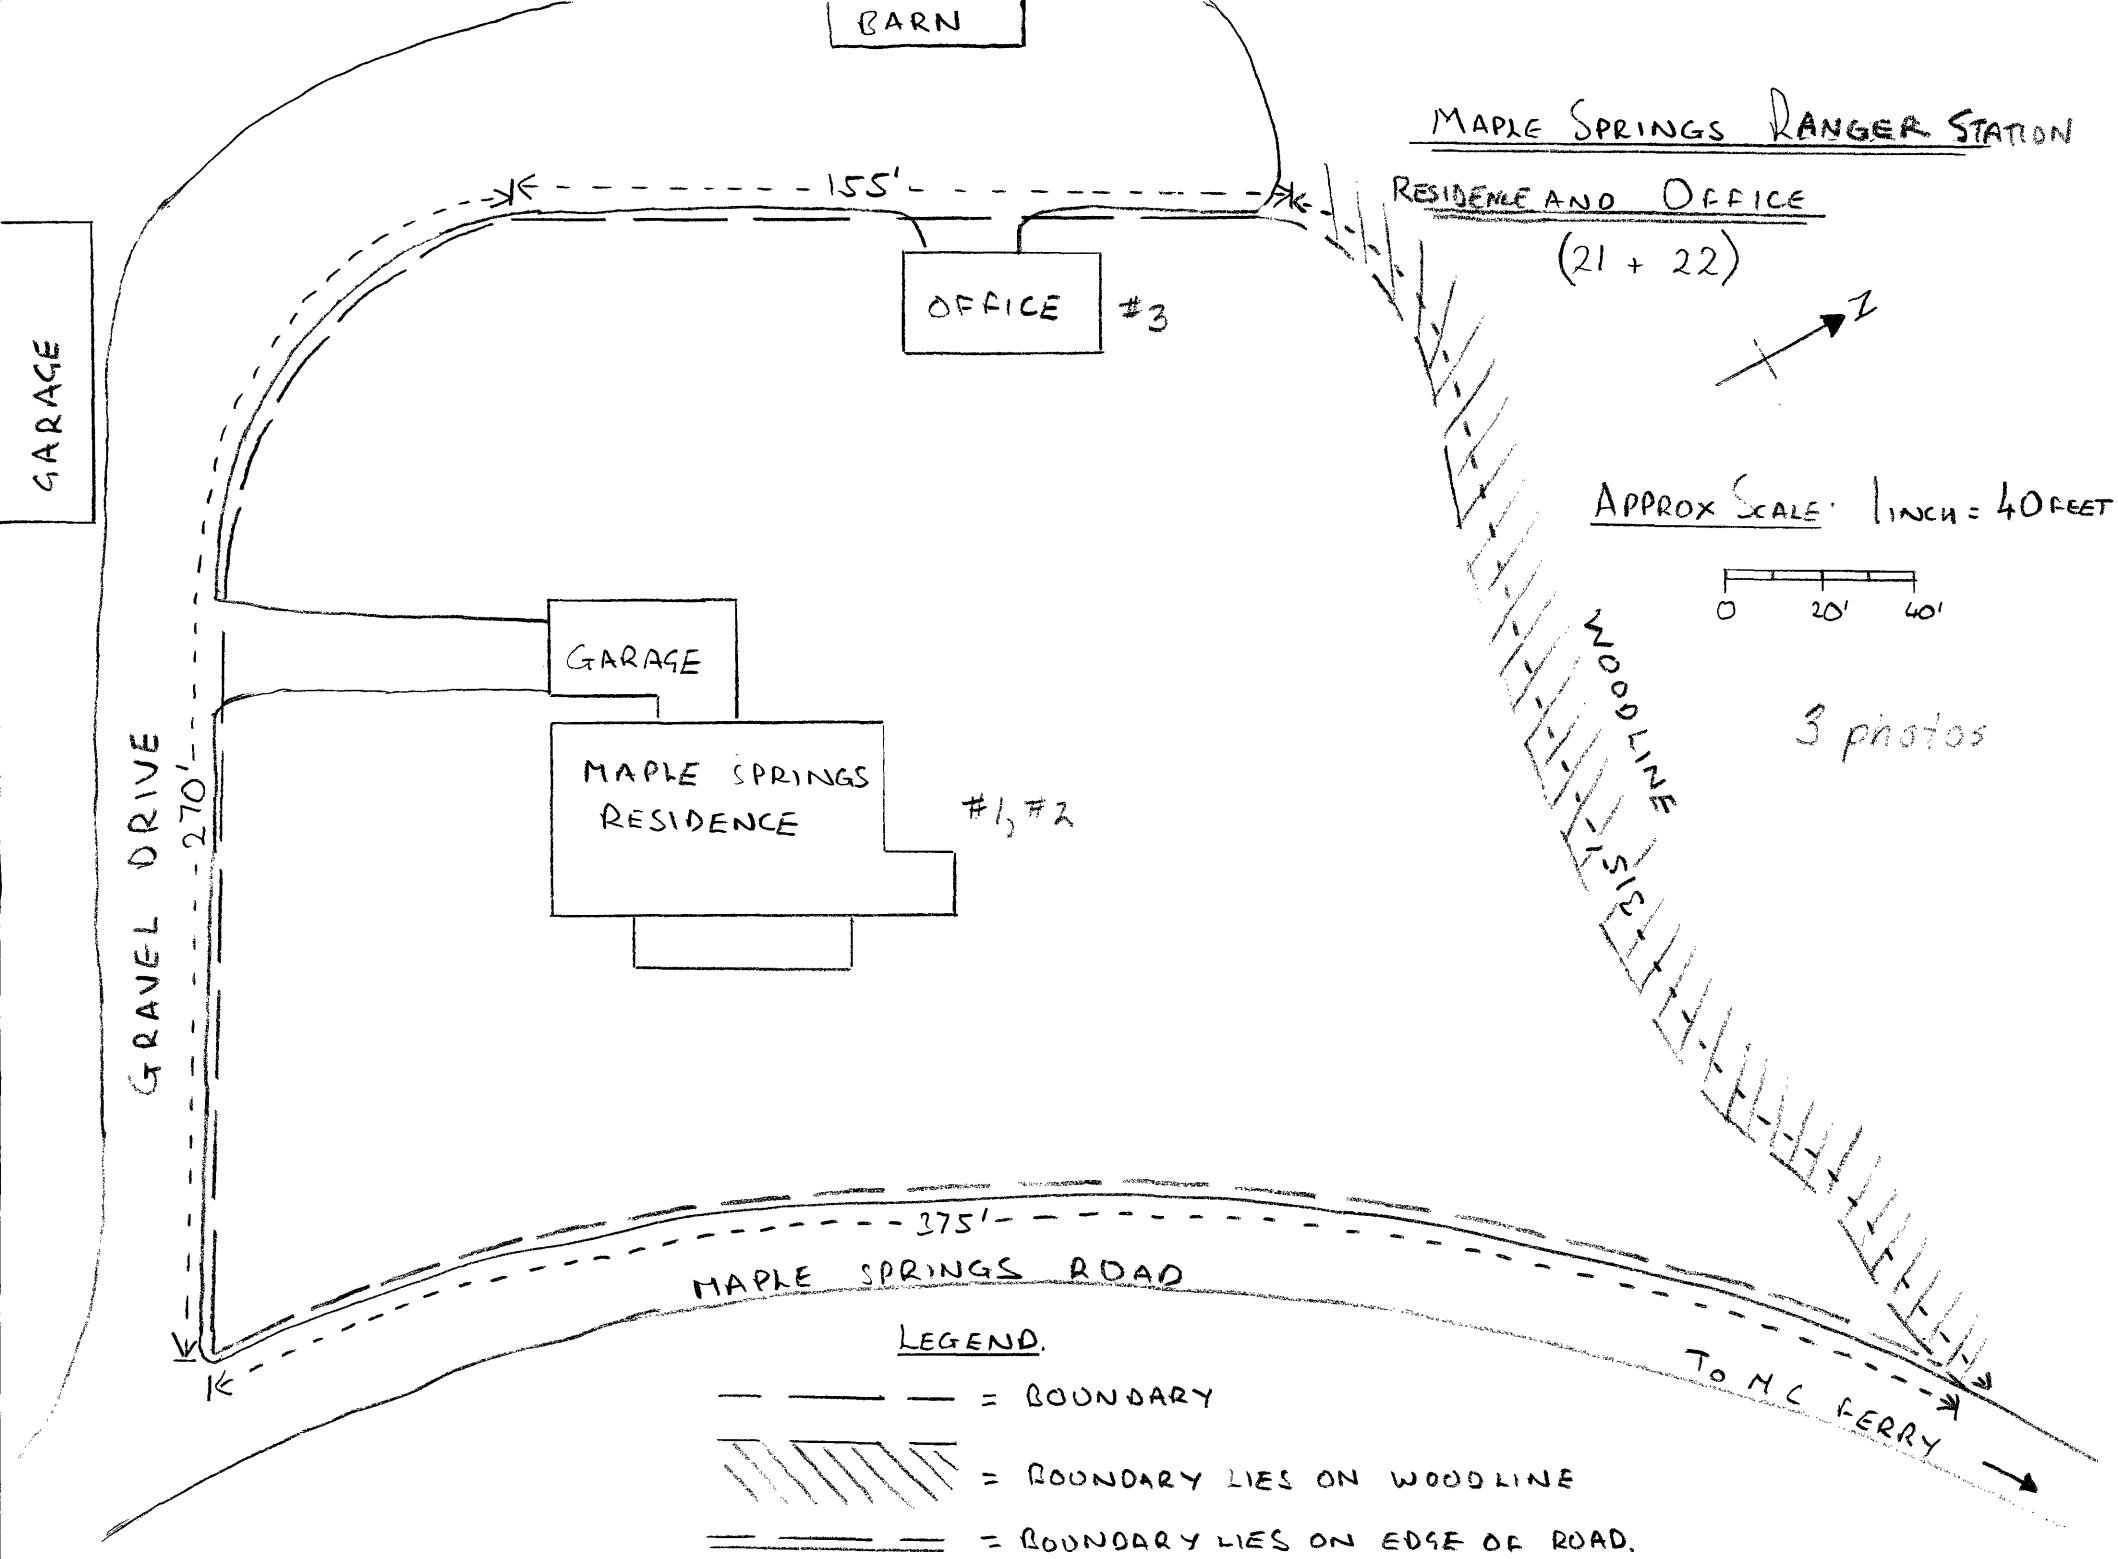 BARN
MAPLE SPRINGS RANGER STATION
RESIDENCE AND OFFICE
(21 + 22)
N
155'
OFFICE
#3
GARAGE
APPROX SCALE. 1 INCH = 40 FEET
0 20' 40'
WOODLINE
3 photos
GARAGE
MAPLE SPRINGS
RESIDENCE
#1, #2
GRAVEL DRIVE
270'
315'
375'
MAPLE SPRINGS ROAD
TO MC FERRY
LEGEND.
= BOUNDARY
= BOUNDARY LIES ON WOODLINE
= BOUNDARY LIES ON EDGE OF ROAD.